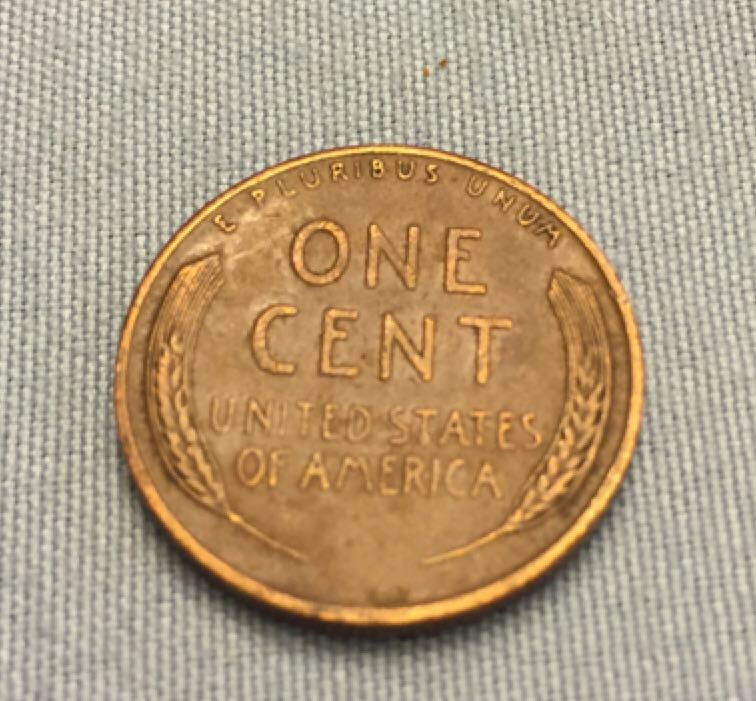 E PLURIBUS · UNUM
ONE
CENT
UNITED STATES
OF AMERICA